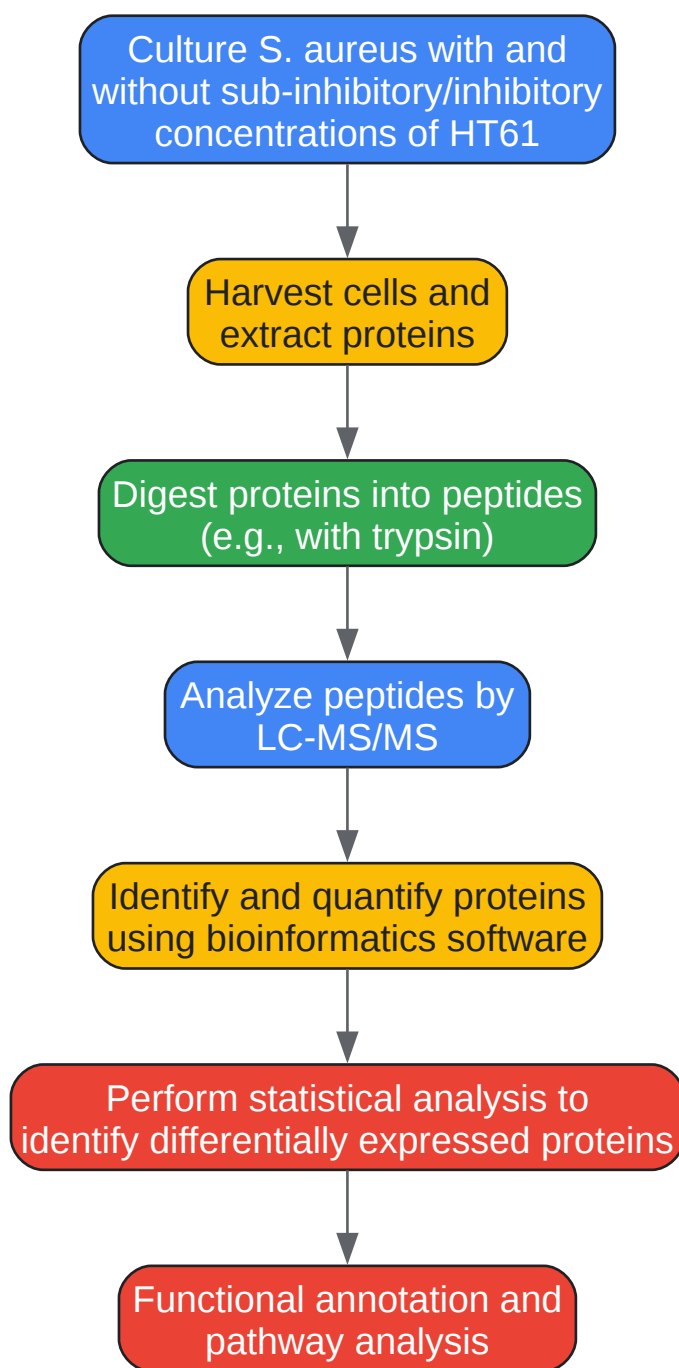 Culture S. aureus with and
without sub-inhibitory/inhibitory
concentrations of HT61
Harvest cells and
extract proteins
Digest proteins into peptides
(e.g., with trypsin)
Analyze peptides by
LC-MS/MS
Identify and quantify proteins
using bioinformatics software
Perform statistical analysis to
identify differentially expressed proteins
Functional annotation and
pathway analysis